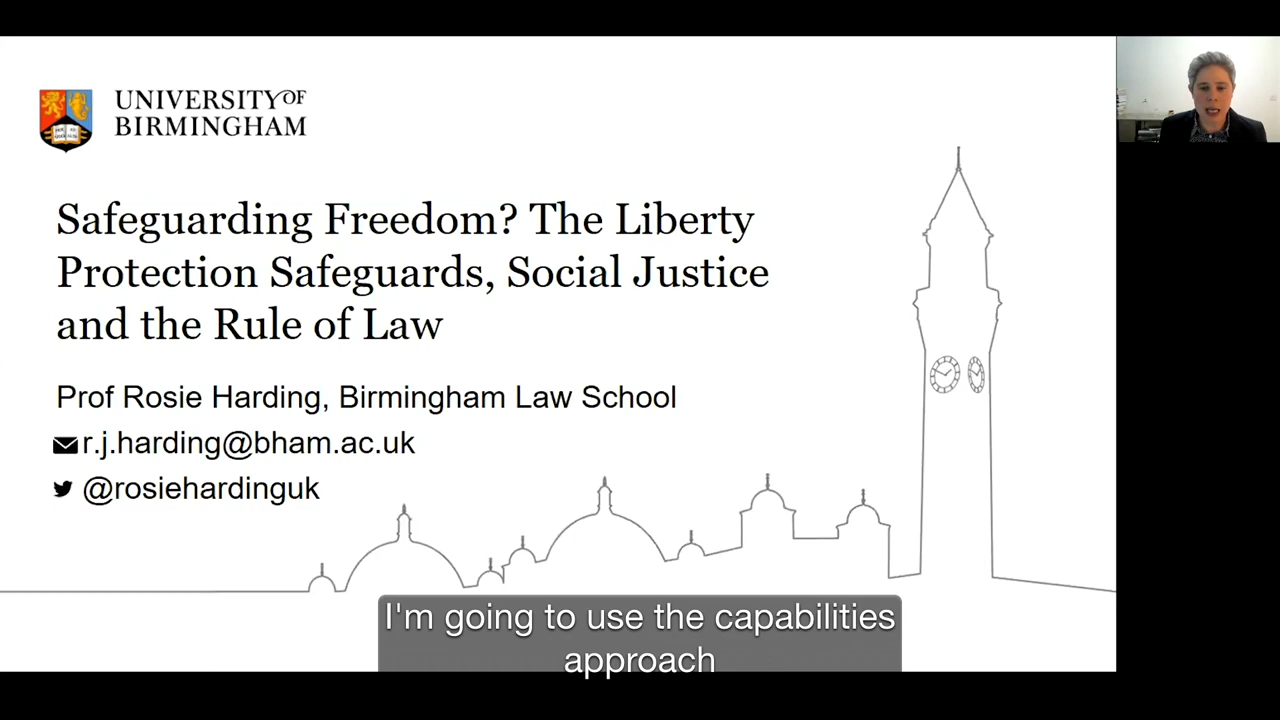 UNIVERSITY OF
BIRMINGHAM
Safeguarding Freedom? The Liberty
Protection Safeguards, Social Justice
and the Rule of Law
Prof Rosie Harding, Birmingham Law School
r.j.harding@bham.ac.uk
@rosiehardinguk
I'm going to use the capabilities
approach